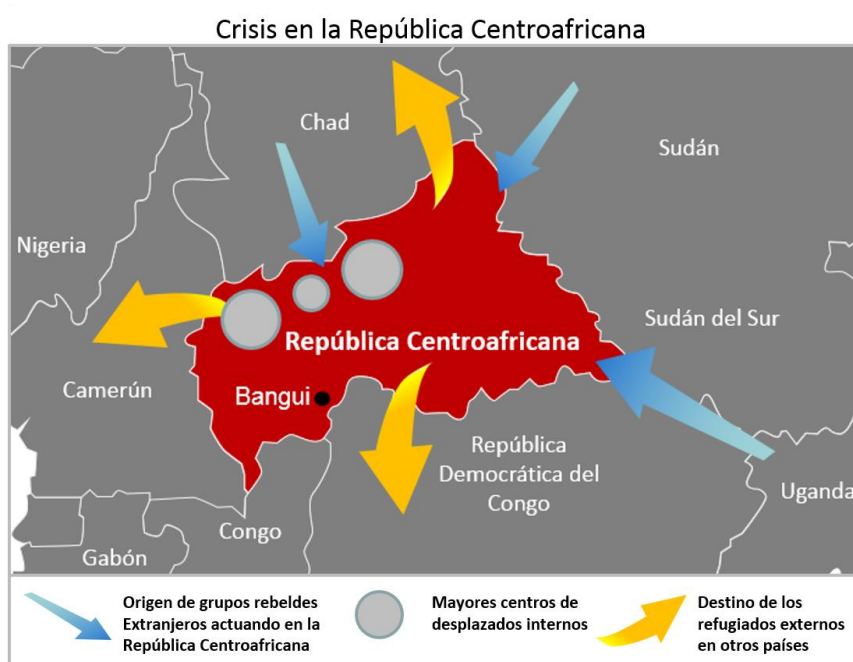 Crisis en la República Centroafricana
Chad
Sudán
Nigeria
Sudán del Sur
República Centroafricana
Camerún
Bangui
República
Democrática del
Congo
Uganda
Congo
Gabón
Origen de grupos rebeldes
Extranjeros actuando en la
República Centroafricana
Mayores centros de
desplazados internos
Destino de los
refugiados externos
en otros países